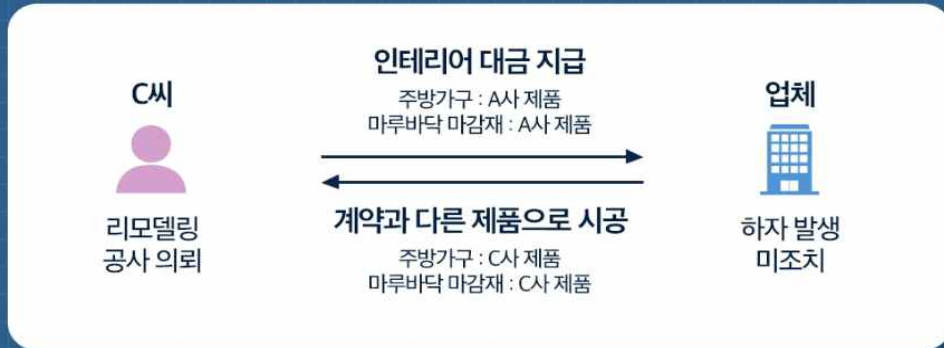 C씨
리모델링
공사 의뢰
인테리어 대금 지급
주방가구 : A사 제품
마루바닥 마감재 : A사 제품
계약과 다른 제품으로 시공
주방가구 : C사 제품
마루바닥 마감재 : C사 제품
업체
하자 발생
미조치